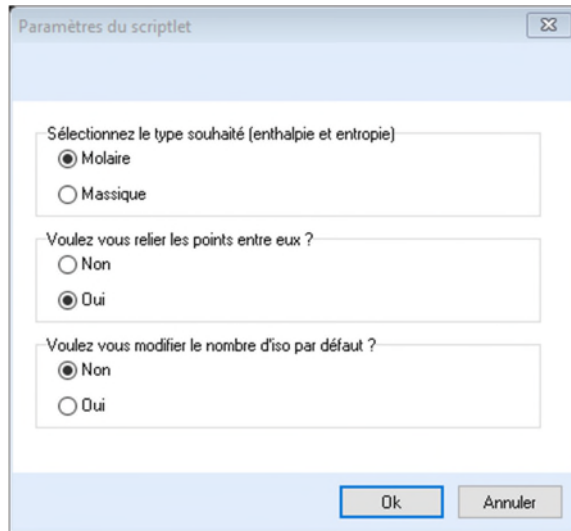 Paramètres du scriptlet
Sélectionnez le type souhaité (enthalpie et entropie)
Molaire
Massique
Voulez vous relier les points entre eux ?
Non
Oui
Voulez vous modifier le nombre d'iso par défaut ?
Non
Oui
Ok
Annuler